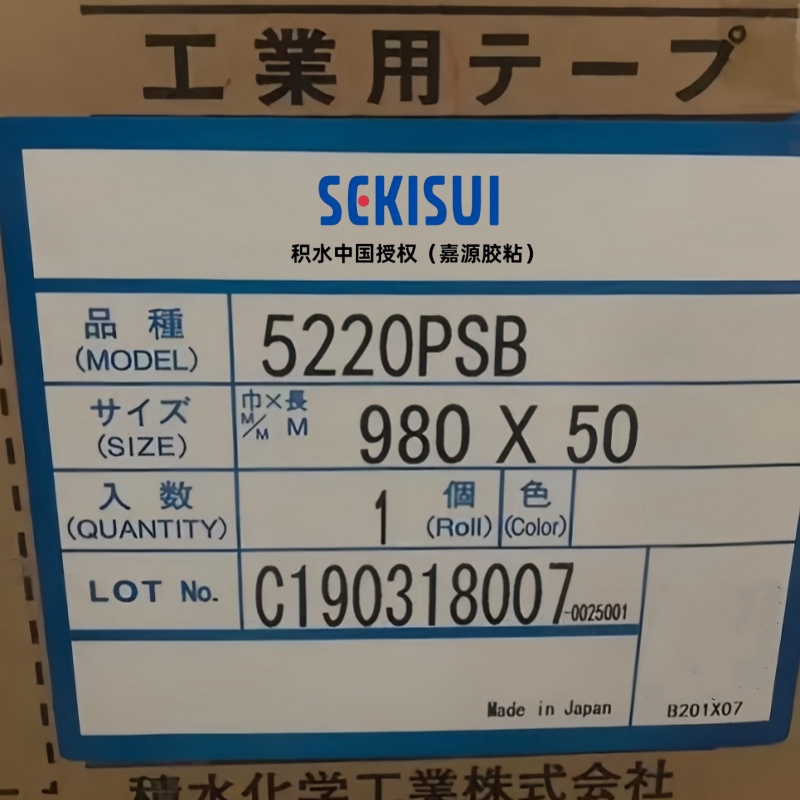 工業用テープ
SEKISUI
积水中国授权（嘉源胶粘）
品種
(MODEL)
5220PSB
サイズ
(SIZE)
巾×長
M/M M
980 X 50
入数
(QUANTITY)
1
個
(Roll)
色
(Color)
LOT No.
C190318007-0025001
Made in Japan
B201X07
積水化学工業株式会社